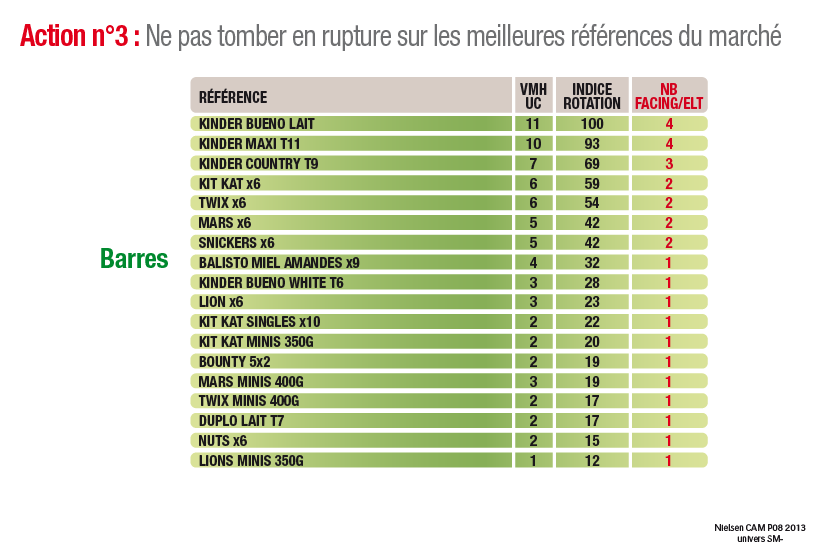 Action n°3 : Ne pas tomber en rupture sur les meilleures références du marché
RÉFÉRENCE VMH UC INDICE ROTATION NB FACING/ELT
KINDER BUENO LAIT 11 100 4
KINDER MAXI T11 10 93 4
KINDER COUNTRY T9 7 69 3
KIT KAT x6 6 59 2
TWIX x6 6 54 2
MARS x6 5 42 2
SNICKERS x6 5 42 2
Barres
BALISTO MIEL AMANDES x9 4 32 1
KINDER BUENO WHITE T6 3 28 1
LION x6 3 23 1
KIT KAT SINGLES x10 2 22 1
KIT KAT MINIS 350G 2 20 1
BOUNTY 5x2 2 19 1
MARS MINIS 400G 3 19 1
TWIX MINIS 400G 2 17 1
DUPLO LAIT T7 2 17 1
NUTS x6 2 15 1
LIONS MINIS 350G 1 12 1
Nielsen CAM P08 2013
univers SM-